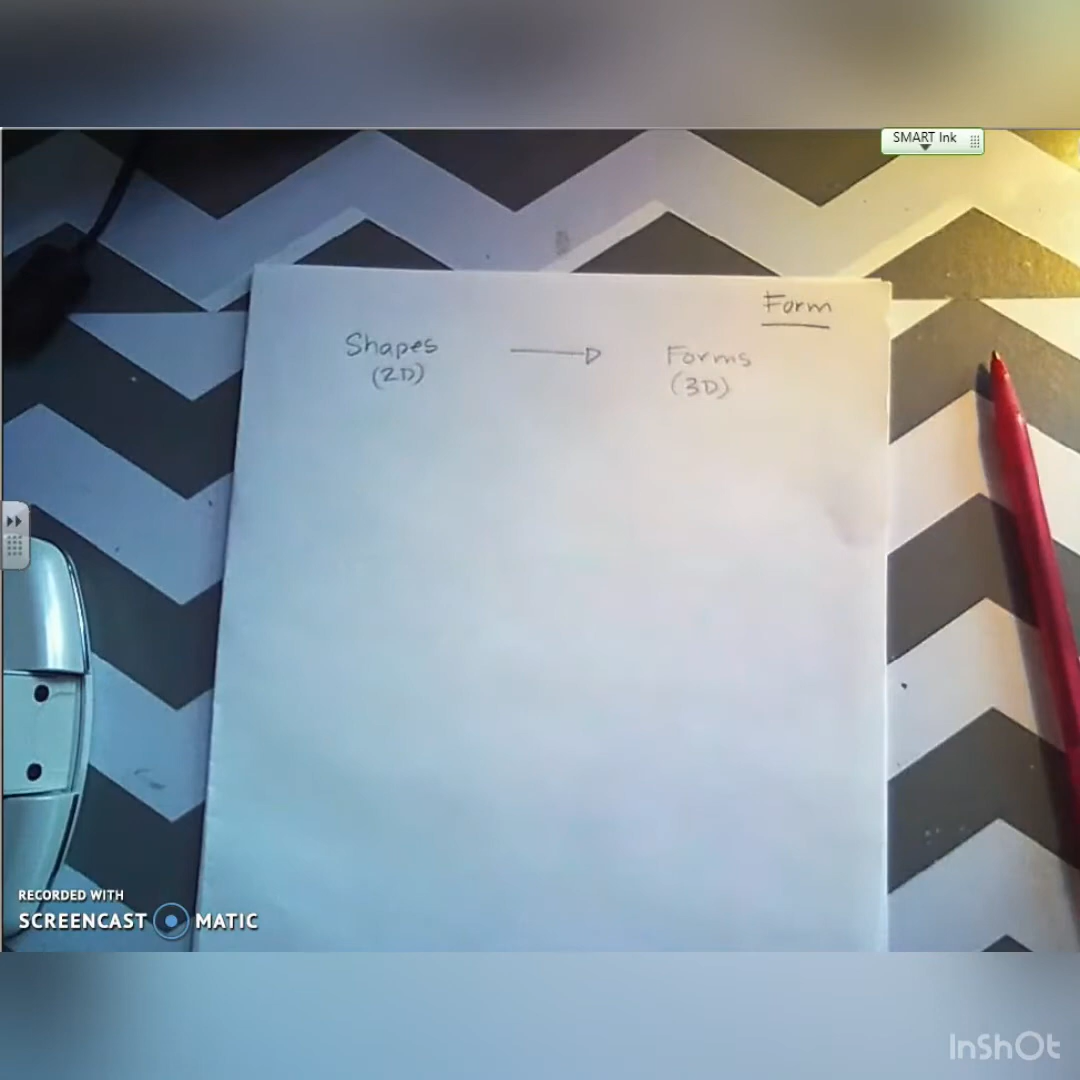 SMART Ink
Form
Shapes → Forms
(2D) (3D)
RECORDED WITH
SCREENCAST MATIC
InShOt